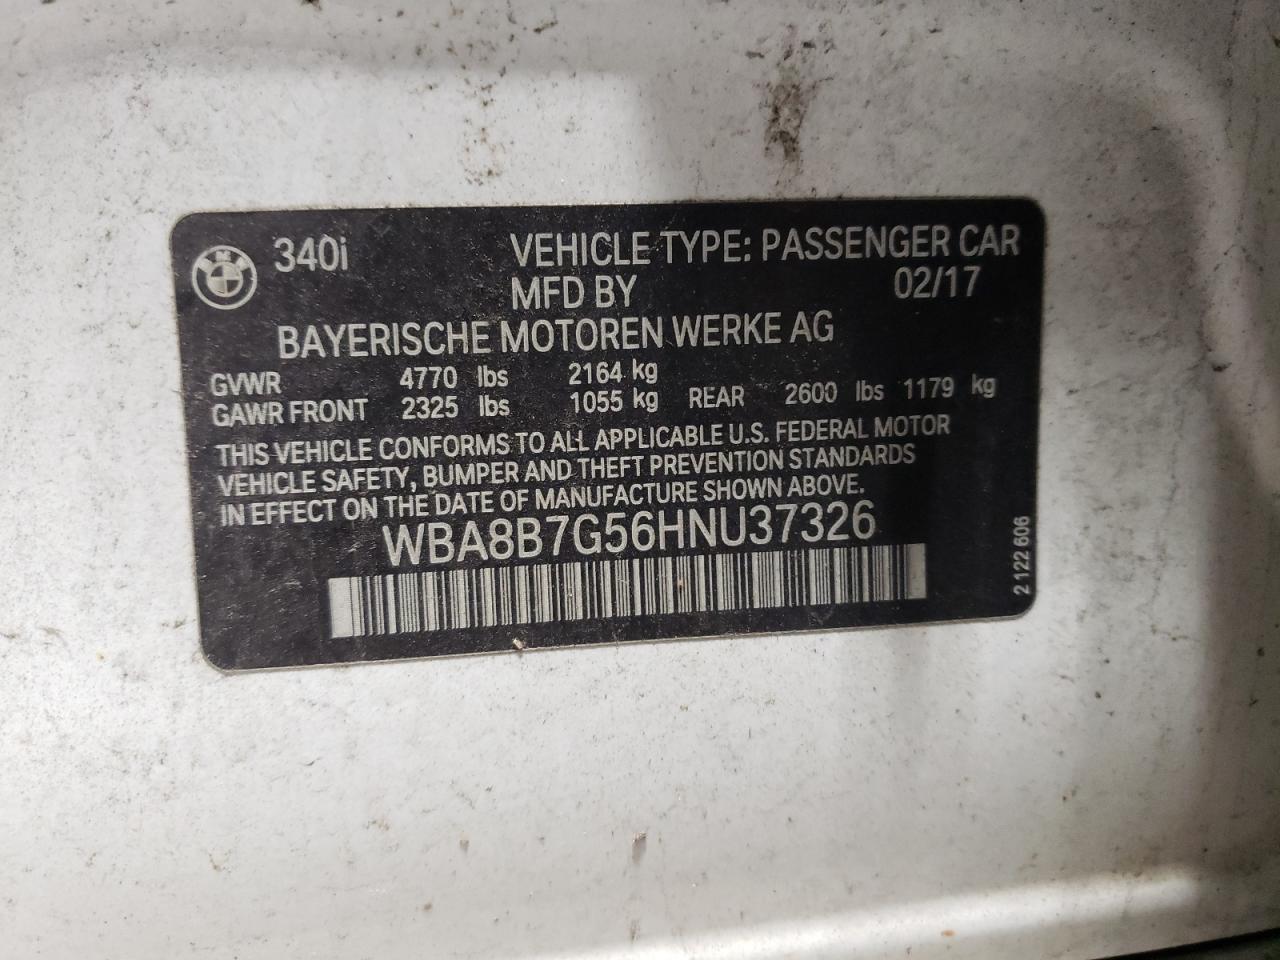 BMW
340i VEHICLE TYPE: PASSENGER CAR
MFD BY 02/17
BAYERISCHE MOTOREN WERKE AG
GVWR 4770 lbs 2164 kg
GAWR FRONT 2325 lbs 1055 kg REAR 2600 lbs 1179 kg
THIS VEHICLE CONFORMS TO ALL APPLICABLE U.S. FEDERAL MOTOR
VEHICLE SAFETY, BUMPER AND THEFT PREVENTION STANDARDS
IN EFFECT ON THE DATE OF MANUFACTURE SHOWN ABOVE.
WBA8B7G56HNU37326
2 122 606